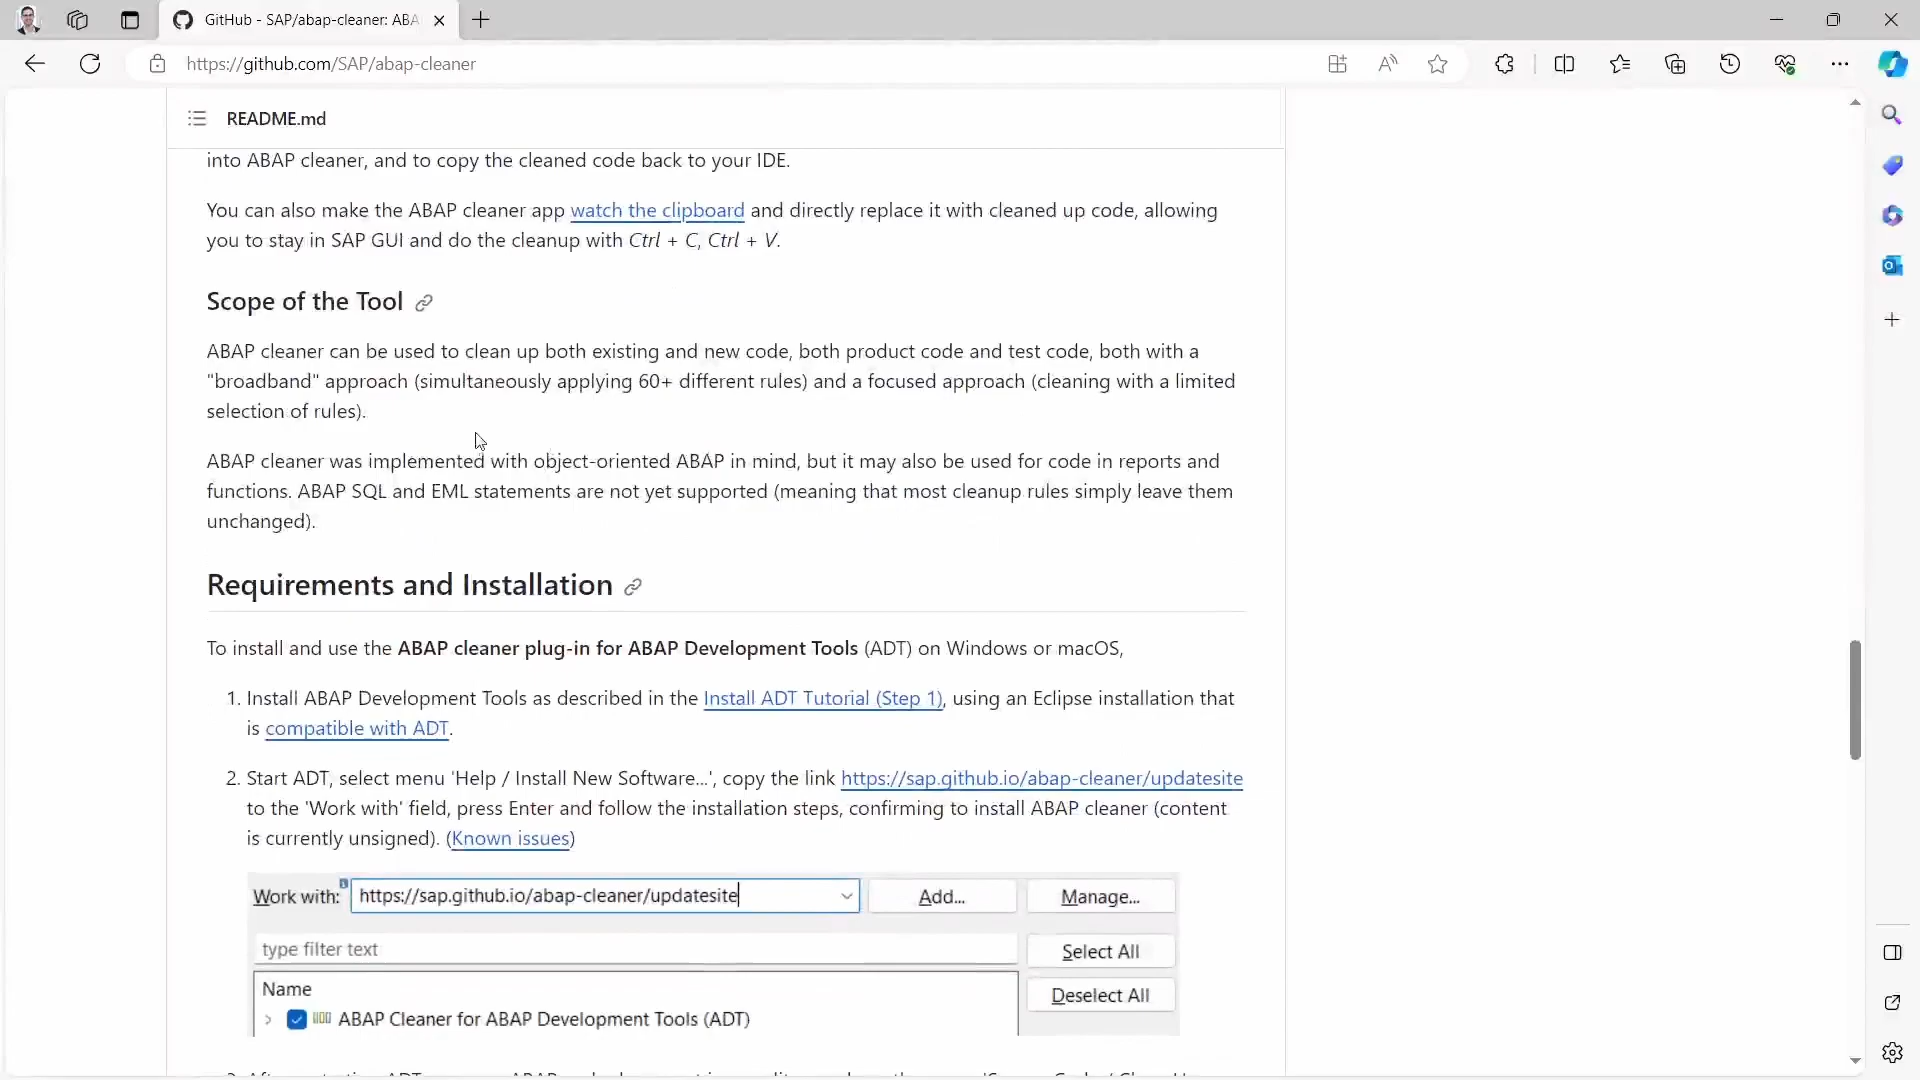 GitHub - SAP/abap-cleaner: ABA
https://github.com/SAP/abap-cleaner
README.md
into ABAP cleaner, and to copy the cleaned code back to your IDE.
You can also make the ABAP cleaner app watch the clipboard and directly replace it with cleaned up code, allowing
you to stay in SAP GUI and do the cleanup with Ctrl + C, Ctrl + V.
Scope of the Tool
ABAP cleaner can be used to clean up both existing and new code, both product code and test code, both with a
"broadband" approach (simultaneously applying 60+ different rules) and a focused approach (cleaning with a limited
selection of rules).
ABAP cleaner was implemented with object-oriented ABAP in mind, but it may also be used for code in reports and
functions. ABAP SQL and EML statements are not yet supported (meaning that most cleanup rules simply leave them
unchanged).
Requirements and Installation
To install and use the ABAP cleaner plug-in for ABAP Development Tools (ADT) on Windows or macOS,
1. Install ABAP Development Tools as described in the Install ADT Tutorial (Step 1), using an Eclipse installation that
is compatible with ADT.
2. Start ADT, select menu 'Help / Install New Software...', copy the link https://sap.github.io/abap-cleaner/updatesite
to the 'Work with' field, press Enter and follow the installation steps, confirming to install ABAP cleaner (content
is currently unsigned). (Known issues)
Work with: https://sap.github.io/abap-cleaner/updatesite Add... Manage...
type filter text Select All
Name Deselect All
ABAP Cleaner for ABAP Development Tools (ADT)